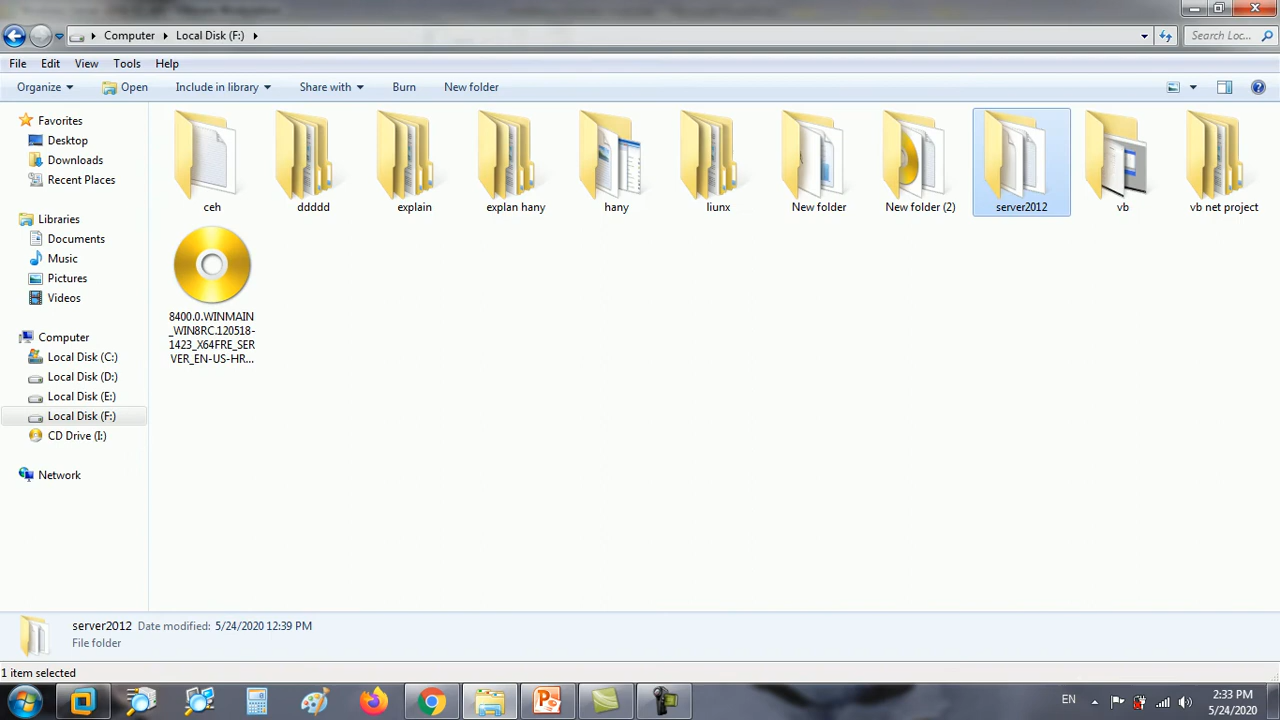 Computer
Local Disk (F:)
Search Loc...
File Edit View Tools Help
Organize Open Include in library Share with Burn New folder
Favorites
Desktop
Downloads
Recent Places
Libraries
Documents
Music
Pictures
Videos
Computer
Local Disk (C:)
Local Disk (D:)
Local Disk (E:)
Local Disk (F:)
CD Drive (I:)
Network
ceh ddddd explain explan hany hany liunx New folder New folder (2) server2012 vb vb net project
8400.0.WINMAIN
_WIN8RC.120518-
1423_X64FRE_SE
RVER_EN-US-HR...
server2012 Date modified: 5/24/2020 12:39 PM
File folder
1 item selected
EN
2:33 PM
5/24/2020